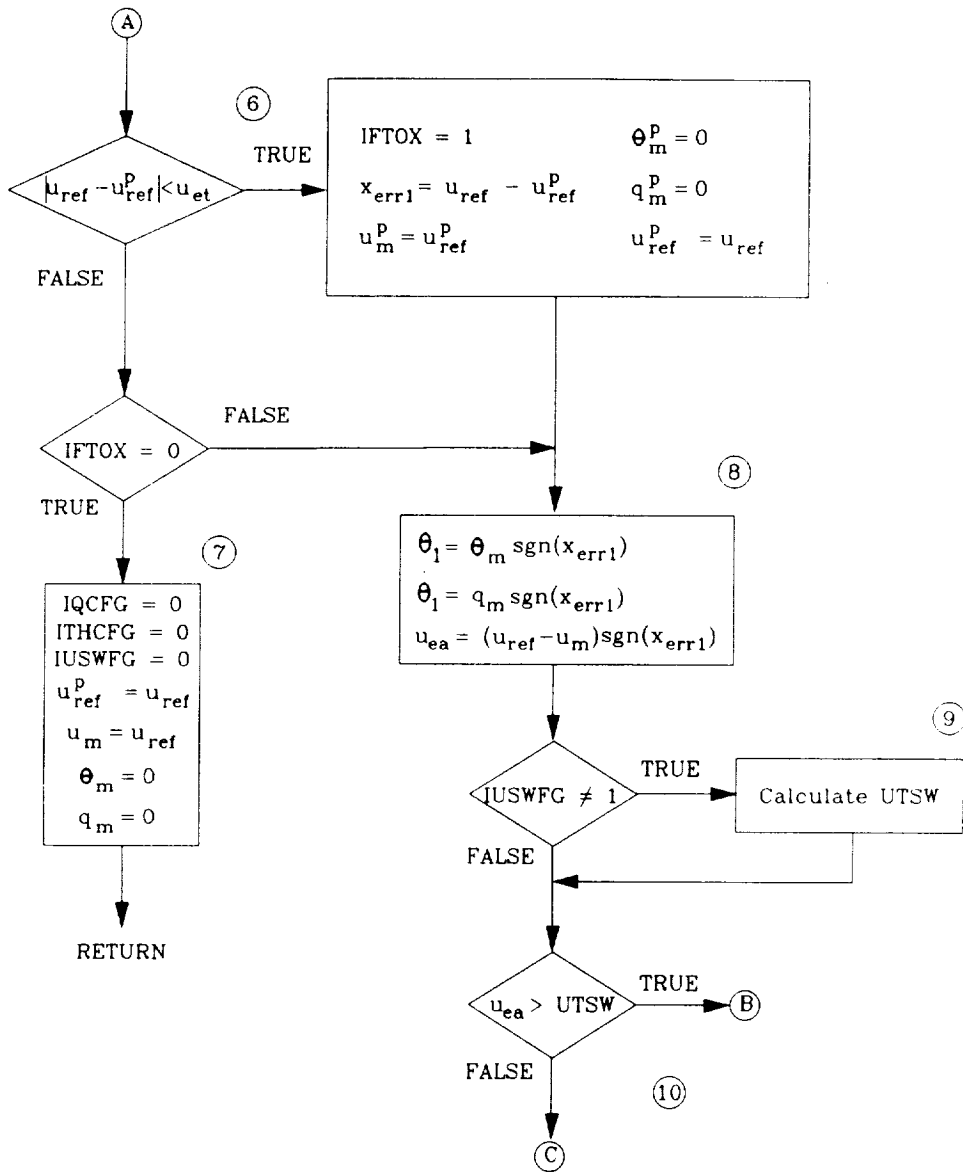 A
6
|u_ref - u^p_ref| < u_et
TRUE
FALSE
IFTOX = 1
θ^p_m = 0
x_err1 = u_ref - u^p_ref
q^p_m = 0
u^p_m = u^p_ref
u^p_ref = u_ref
IFTOX = 0
FALSE
TRUE
7
IQCFG = 0
ITHCFG = 0
IUSWFG = 0
u^p_ref = u_ref
u_m = u_ref
θ_m = 0
q_m = 0
RETURN
8
θ_1 = θ_m sgn(x_err1)
θ_1 = q_m sgn(x_err1)
u_ea = (u_ref - u_m)sgn(x_err1)
IUSWFG ≠ 1
TRUE
FALSE
9
Calculate UTSW
u_ea > UTSW
TRUE
B
FALSE
10
C